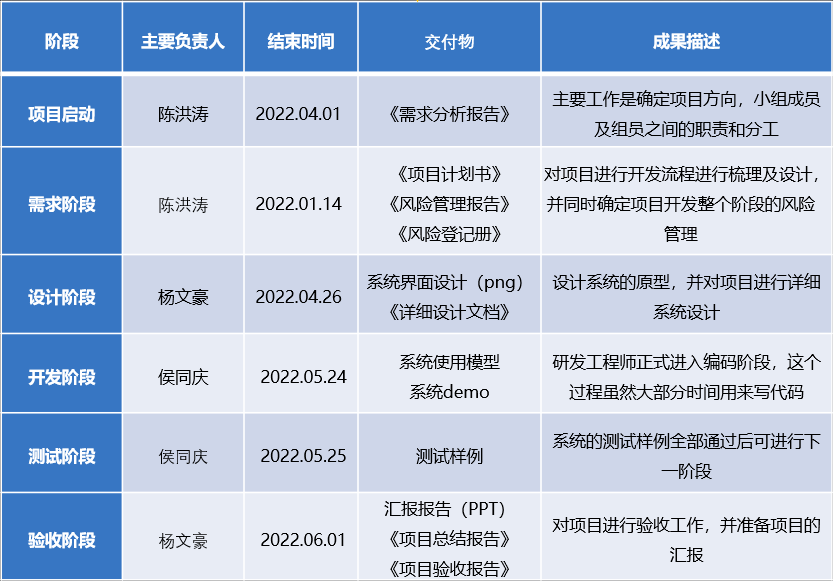 阶段 主要负责人 结束时间 交付物 成果描述
项目启动 陈洪涛 2022.04.01 《需求分析报告》 主要工作是确定项目方向，小组成员
及组员之间的职责和分工
需求阶段 陈洪涛 2022.01.14 《项目计划书》
《风险管理报告》
《风险登记册》
对项目进行开发流程进行梳理及设计，
并同时确定项目开发整个阶段的风险
管理
设计阶段 杨文豪 2022.04.26 系统界面设计（png）
《详细设计文档》
设计系统的原型，并对项目进行详细
系统设计
开发阶段 侯同庆 2022.05.24 系统使用模型
系统demo
研发工程师正式进入编码阶段，这个
过程虽然大部分时间用来写代码
测试阶段 侯同庆 2022.05.25 测试样例 系统的测试样例全部通过后可进行下
一阶段
验收阶段 杨文豪 2022.06.01 汇报报告（PPT）
《项目总结报告》
《项目验收报告》
对项目进行验收工作，并准备项目的
汇报